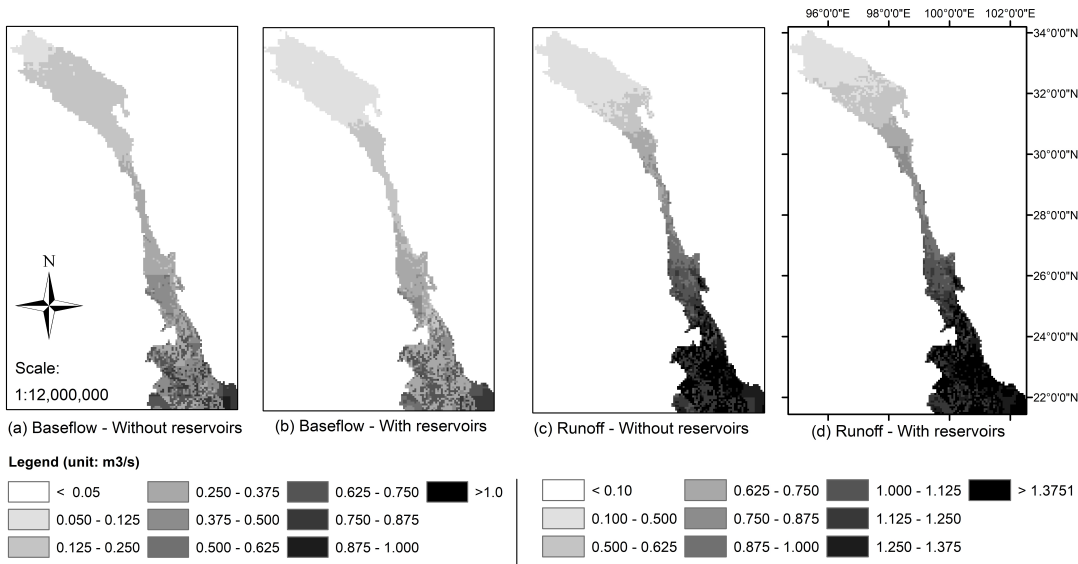 96°0'0"E 98°0'0"E 100°0'0"E 102°0'0"E
34°0'0"N
32°0'0"N
30°0'0"N
28°0'0"N
26°0'0"N
24°0'0"N
22°0'0"N
N
Scale:
1:12,000,000
(a) Baseflow - Without reservoirs
(b) Baseflow - With reservoirs
(c) Runoff - Without reservoirs
(d) Runoff - With reservoirs
Legend (unit: m3/s)
< 0.05 0.250 - 0.375 0.625 - 0.750 >1.0
0.050 - 0.125 0.375 - 0.500 0.750 - 0.875
0.125 - 0.250 0.500 - 0.625 0.875 - 1.000
< 0.10 0.625 - 0.750 1.000 - 1.125 > 1.3751
0.100 - 0.500 0.750 - 0.875 1.125 - 1.250
0.500 - 0.625 0.875 - 1.000 1.250 - 1.375